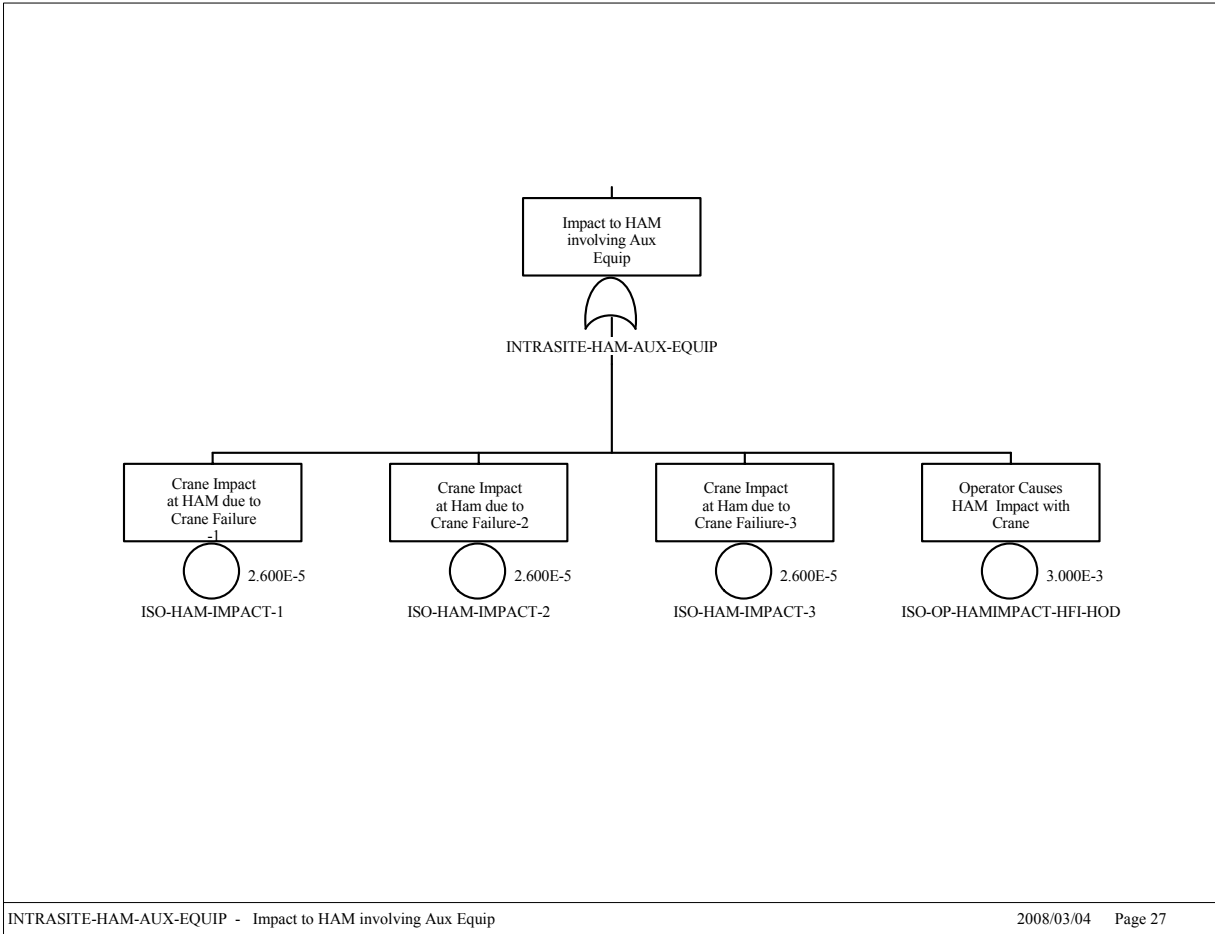 Impact to HAM
involving Aux
Equip
INTRASITE-HAM-AUX-EQUIP
Crane Impact
at HAM due to
Crane Failure
-1
2.600E-5
ISO-HAM-IMPACT-1
Crane Impact
at Ham due to
Crane Failure-2
2.600E-5
ISO-HAM-IMPACT-2
Crane Impact
at Ham due to
Crane Failiure-3
2.600E-5
ISO-HAM-IMPACT-3
Operator Causes
HAM  Impact with
Crane
3.000E-3
ISO-OP-HAMIMPACT-HFI-HOD
INTRASITE-HAM-AUX-EQUIP  -   Impact to HAM involving Aux Equip
2008/03/04    Page 27